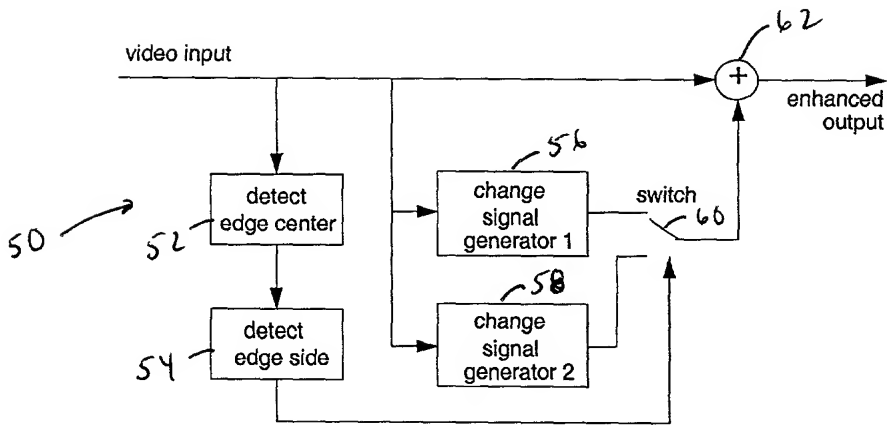 62
video input
+
enhanced
output
56
detect
edge center
change
signal
generator 1
switch
60
50
52
58
detect
edge side
change
signal
generator 2
54